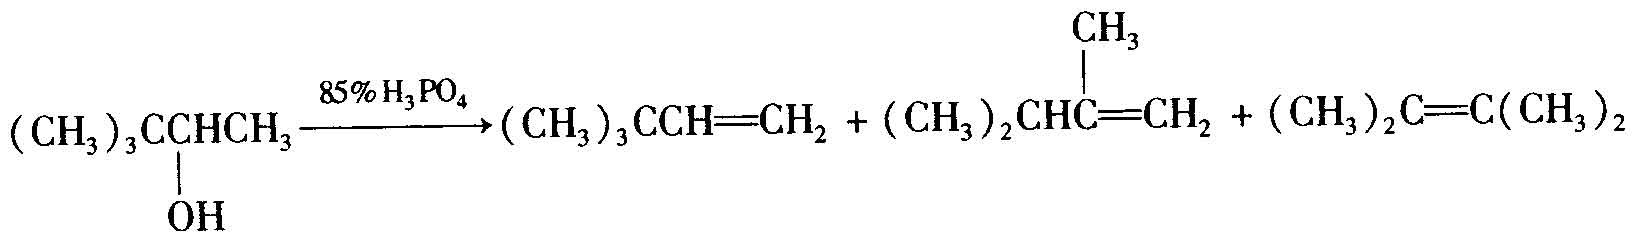 CH₃
85% H₃PO₄
(CH₃)₃CCHCH₃ ⟶ (CH₃)₃CCH=CH₂ + (CH₃)₂CHC=CH₂ + (CH₃)₂C=C(CH₃)₂
OH